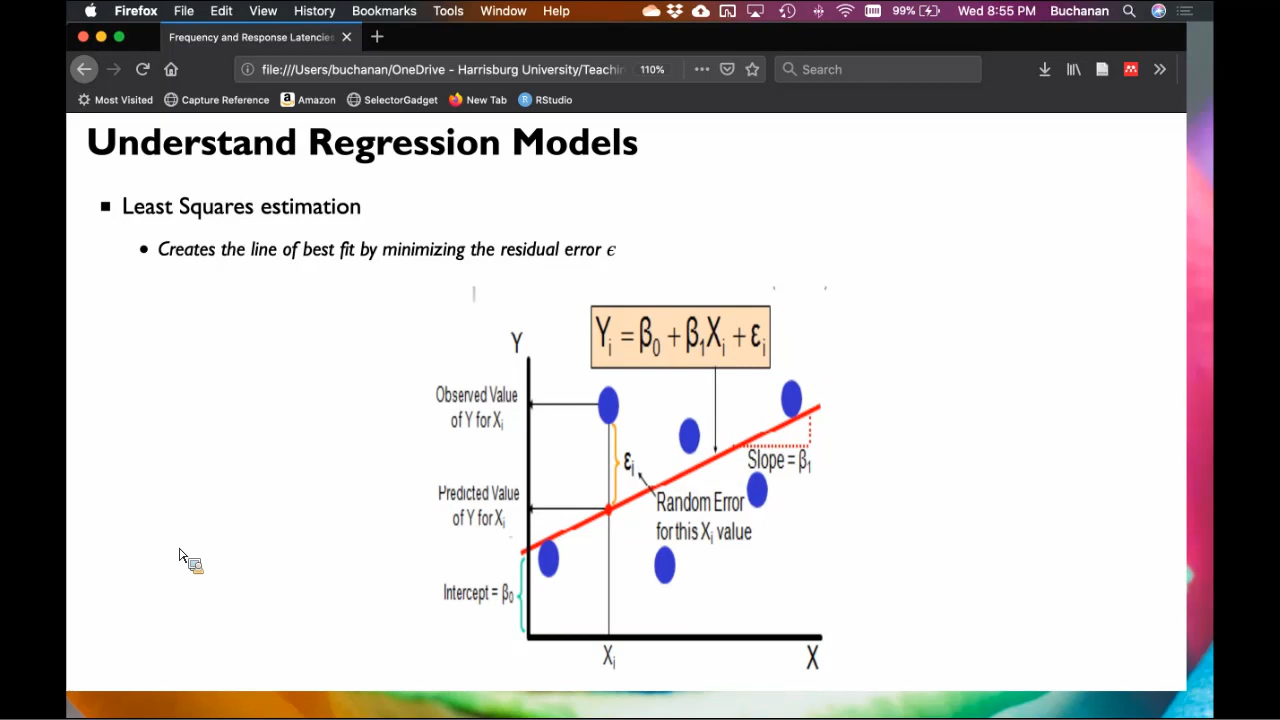 Firefox File Edit View History Bookmarks Tools Window Help 99% Wed 8:55 PM Buchanan
Frequency and Response Latencies
file:///Users/buchanan/OneDrive - Harrisburg University/Teachin 110% Search
Most Visited Capture Reference Amazon SelectorGadget New Tab RStudio
Understand Regression Models
Least Squares estimation
Creates the line of best fit by minimizing the residual error ϵ
Yi = β0 + β1Xi + εi
Y
Observed Value
of Y for Xi
εi
Slope = β1
Predicted Value
of Y for Xi
Random Error
for this Xi value
Intercept = β0
Xi
X